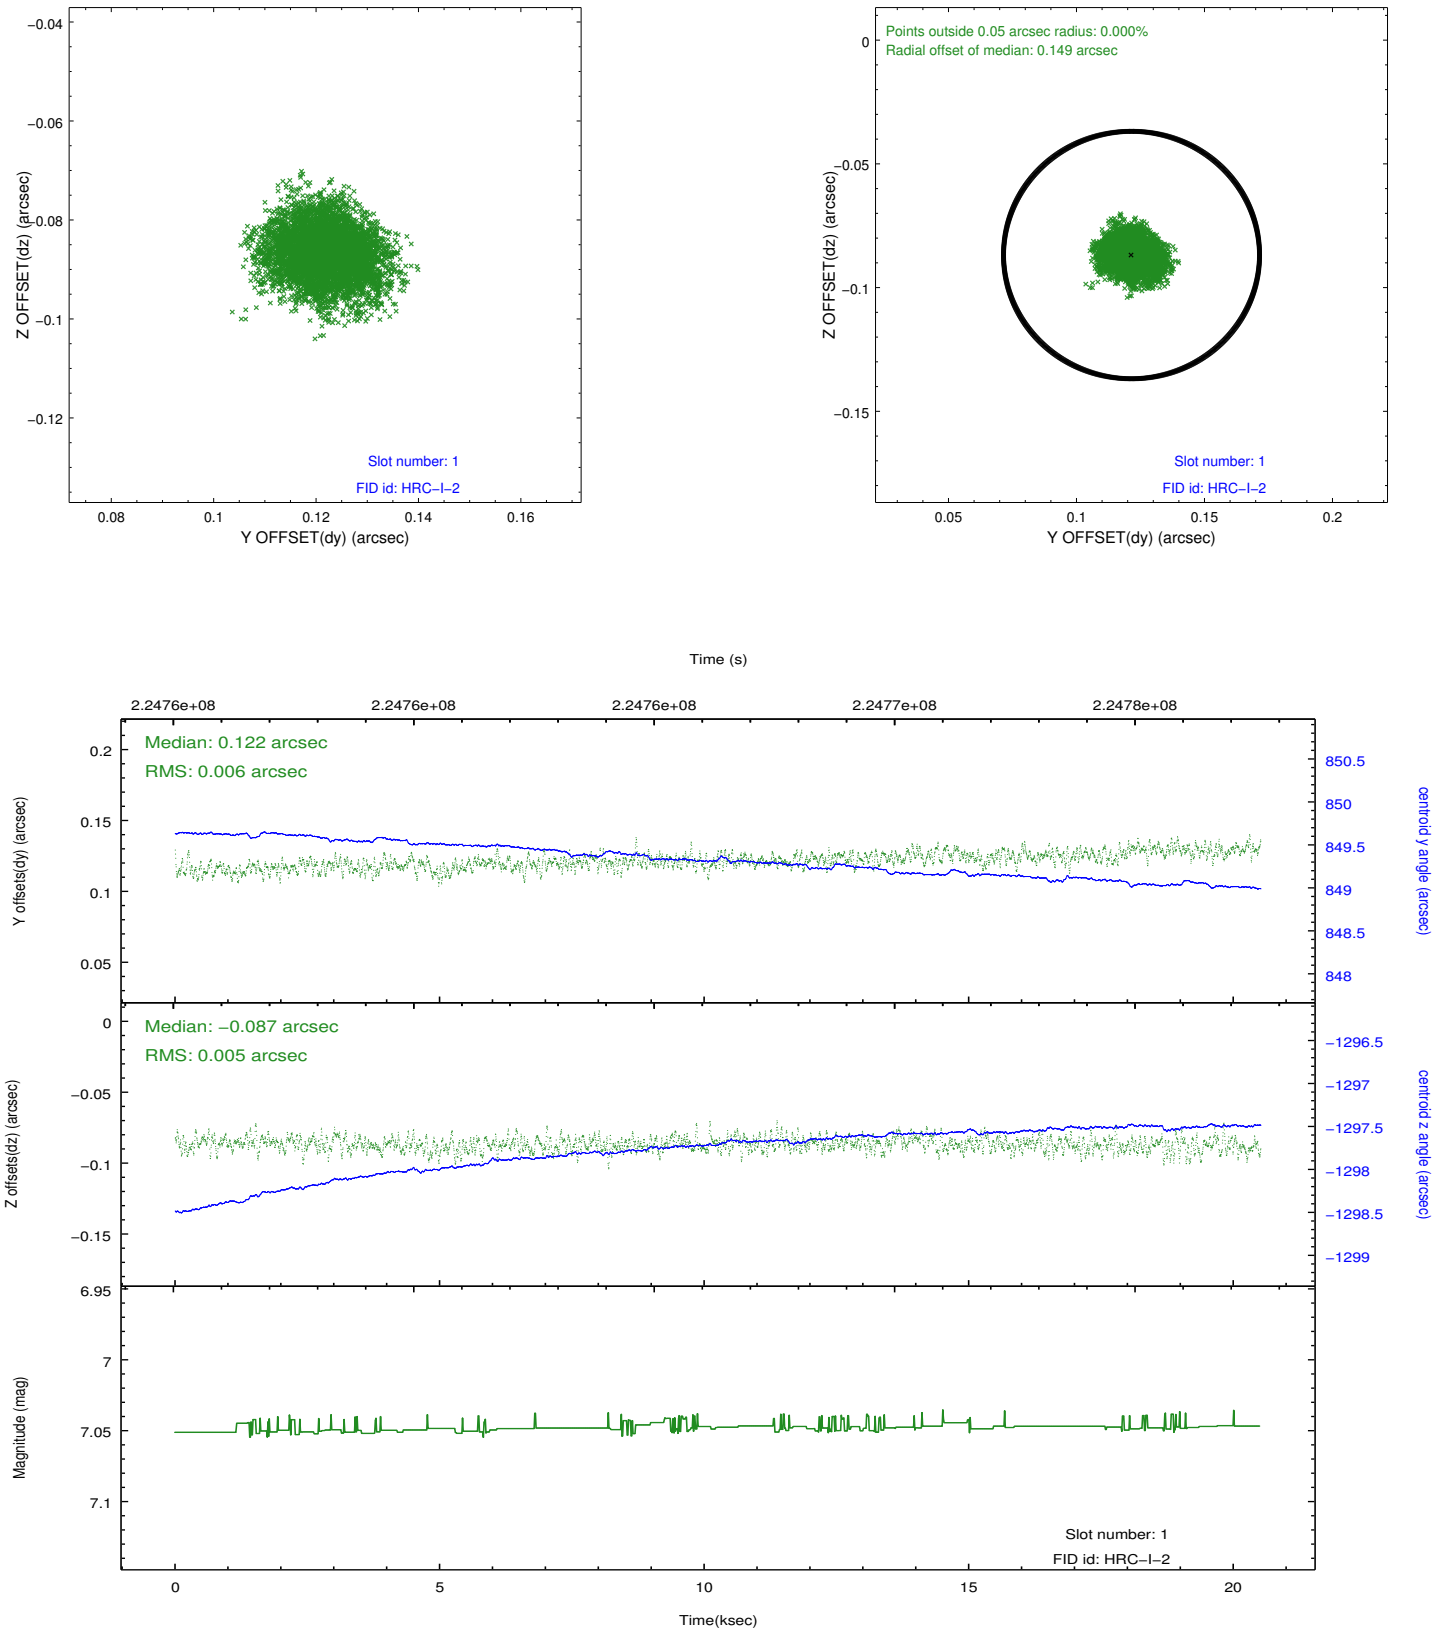 −0.04
−0.06
−0.08
−0.1
−0.12
Z OFFSET(dz) (arcsec)
Slot number: 1
FID id: HRC−I−2
0.08 0.1 0.12 0.14 0.16
Y OFFSET(dy) (arcsec)
Points outside 0.05 arcsec radius: 0.000%
Radial offset of median: 0.149 arcsec
0
−0.05
−0.1
−0.15
Z OFFSET(dz) (arcsec)
Slot number: 1
FID id: HRC−I−2
0.05 0.1 0.15 0.2
Y OFFSET(dy) (arcsec)
Time (s)
2.2476e+08 2.2476e+08 2.2476e+08 2.2477e+08 2.2478e+08
Median: 0.122 arcsec
RMS: 0.006 arcsec
0.2
0.15
0.1
0.05
Y offsets(dy) (arcsec)
850.5
850
849.5
849
848.5
848
centroid y angle (arcsec)
Median: −0.087 arcsec
RMS: 0.005 arcsec
0
−0.05
−0.1
−0.15
Z offsets(dz) (arcsec)
−1296.5
−1297
−1297.5
−1298
−1298.5
−1299
centroid z angle (arcsec)
6.95
7
7.05
7.1
Magnitude (mag)
Slot number: 1
FID id: HRC−I−2
0 5 10 15 20
Time(ksec)